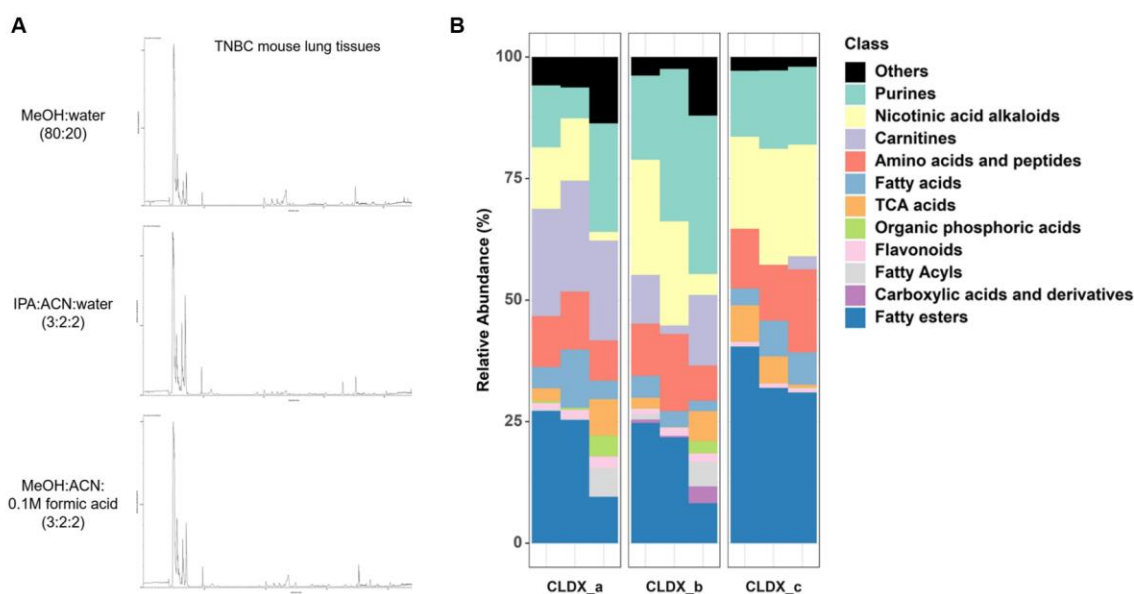 A
TNBC mouse lung tissues
MeOH:water
(80:20)
IPA:ACN:water
(3:2:2)
MeOH:ACN:
0.1M formic acid
(3:2:2)
B
Relative Abundance (%)
100
75
50
25
0
CLDX_a
CLDX_b
CLDX_c
Class
Others
Purines
Nicotinic acid alkaloids
Carnitines
Amino acids and peptides
Fatty acids
TCA acids
Organic phosphoric acids
Flavonoids
Fatty Acyls
Carboxylic acids and derivatives
Fatty esters